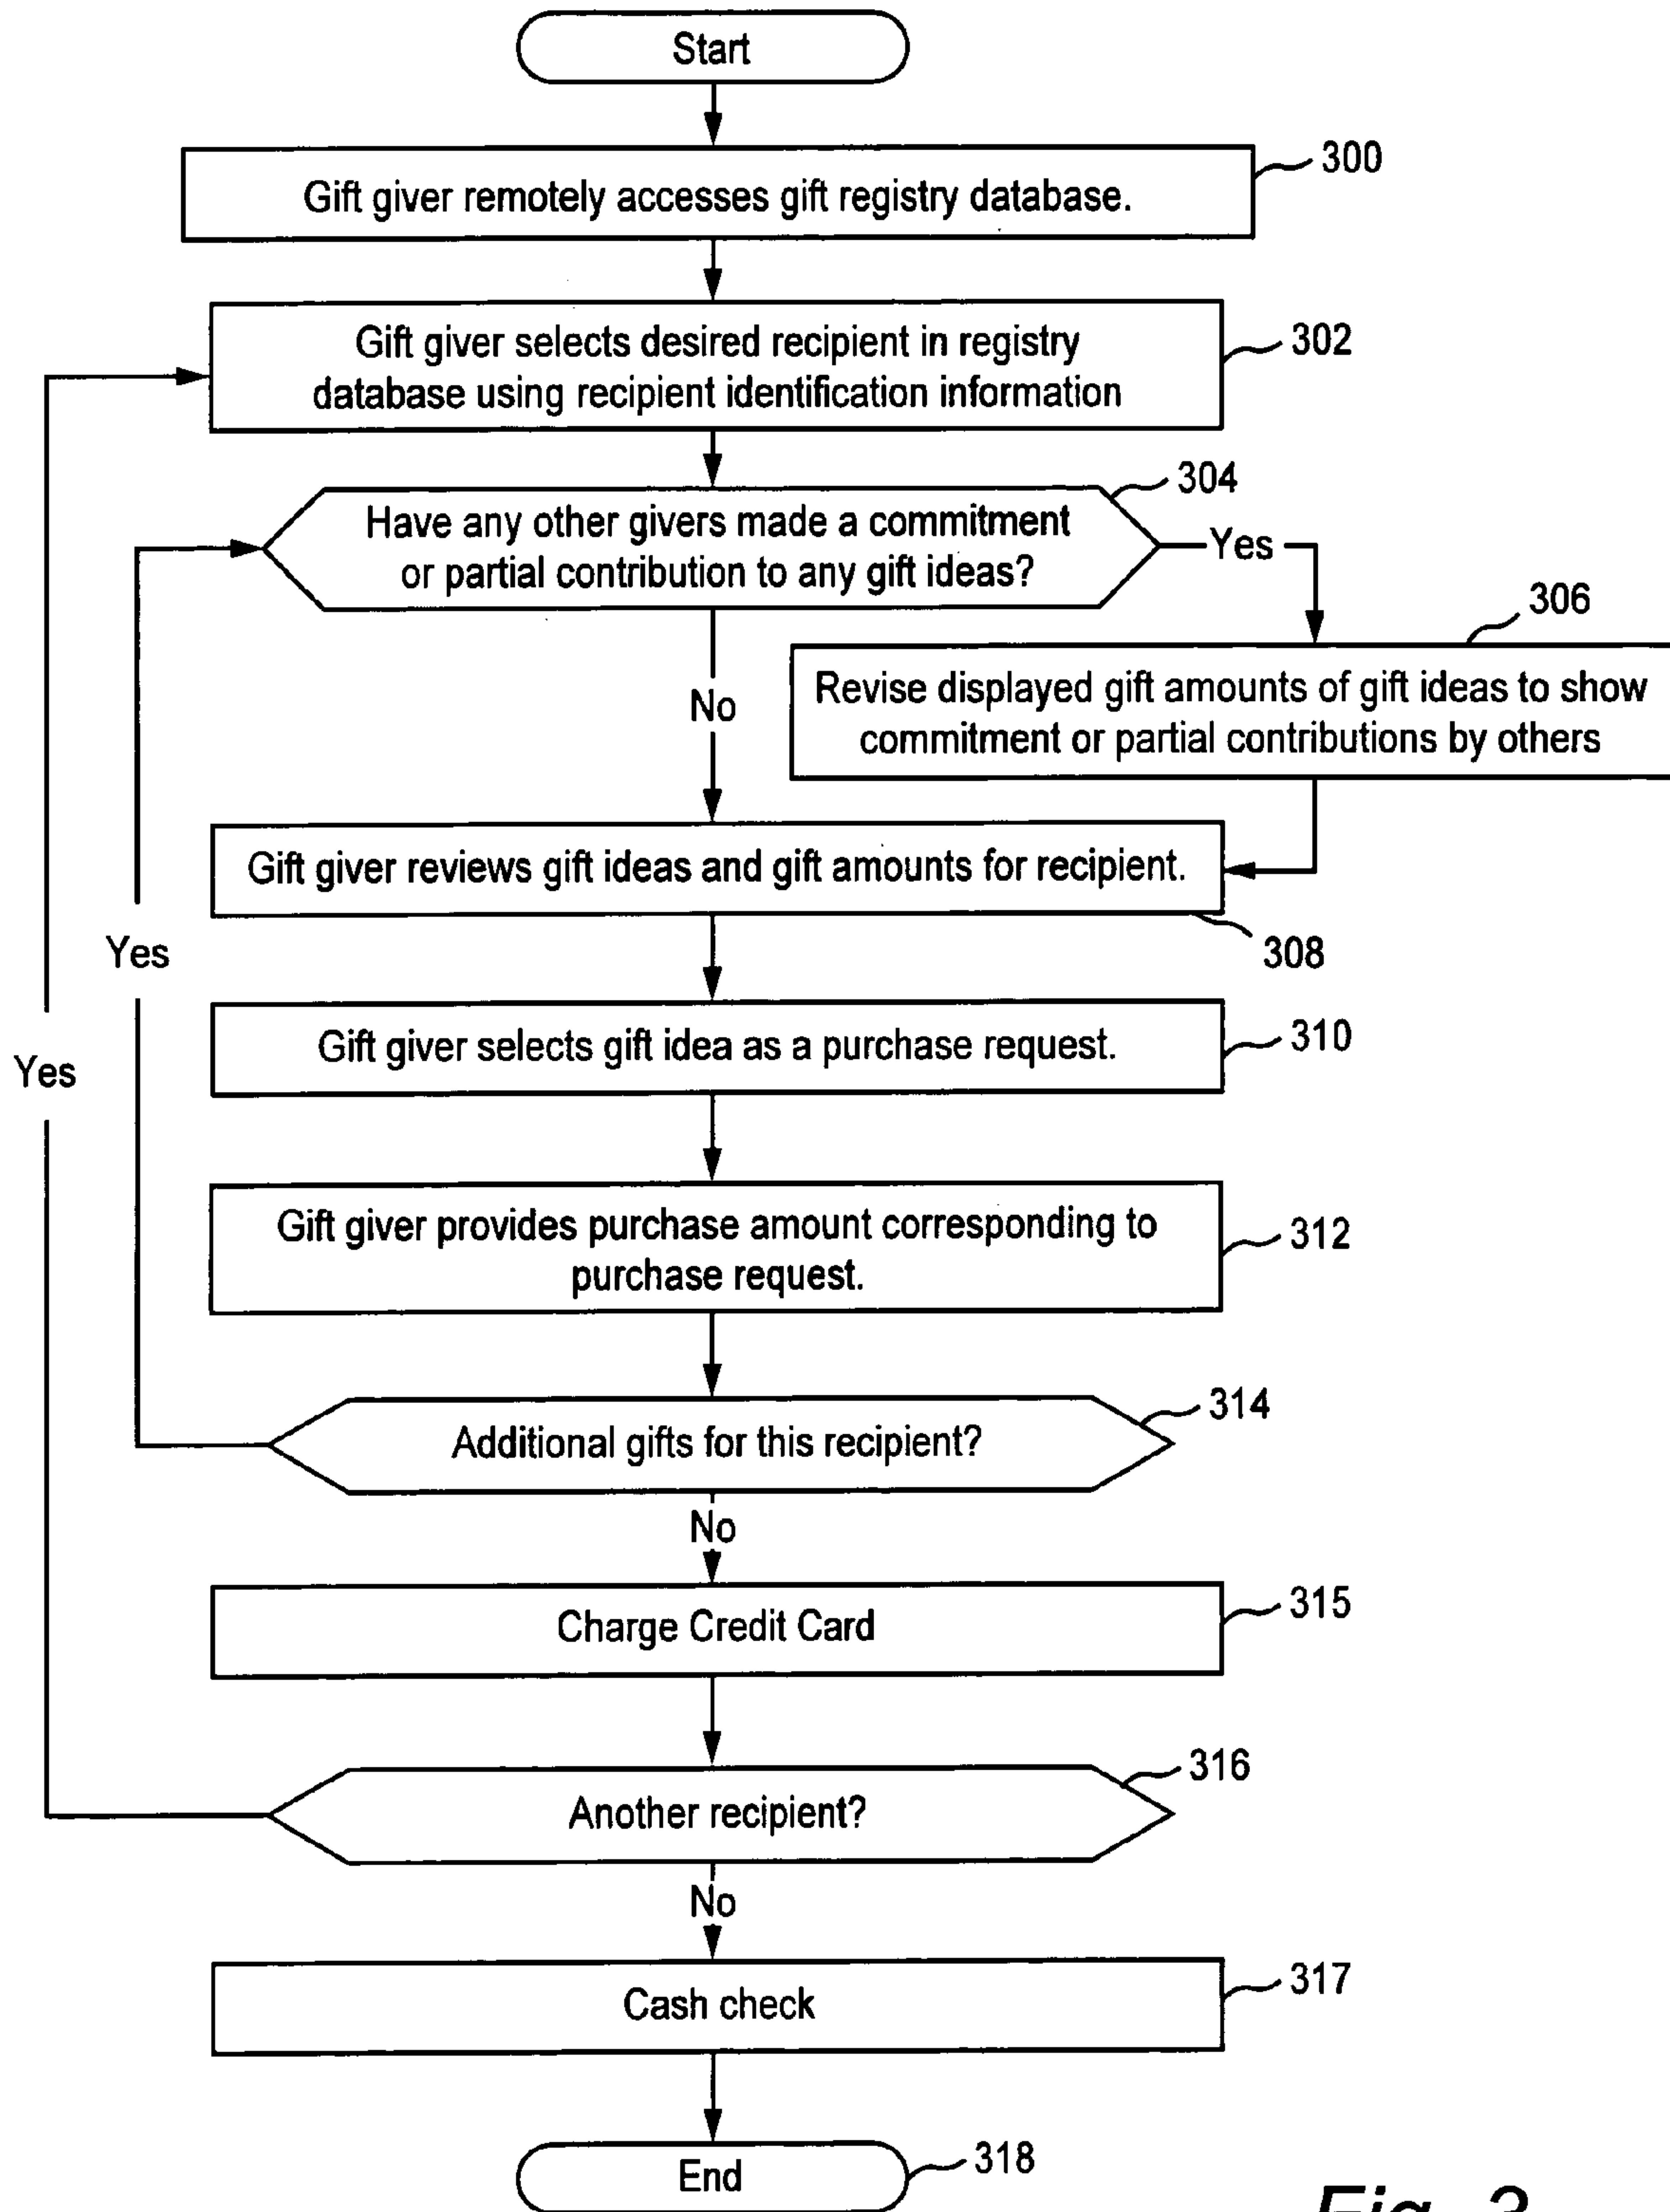 Start
300
Gift giver remotely accesses gift registry database.
302
Gift giver selects desired recipient in registry
database using recipient identification information
304
Have any other givers made a commitment
or partial contribution to any gift ideas?
Yes
306
Revise displayed gift amounts of gift ideas to show
commitment or partial contributions by others
No
Gift giver reviews gift ideas and gift amounts for recipient.
308
Yes
Gift giver selects gift idea as a purchase request.
310
Yes
Gift giver provides purchase amount corresponding to
purchase request.
312
314
Additional gifts for this recipient?
No
315
Charge Credit Card
316
Another recipient?
No
317
Cash check
318
End